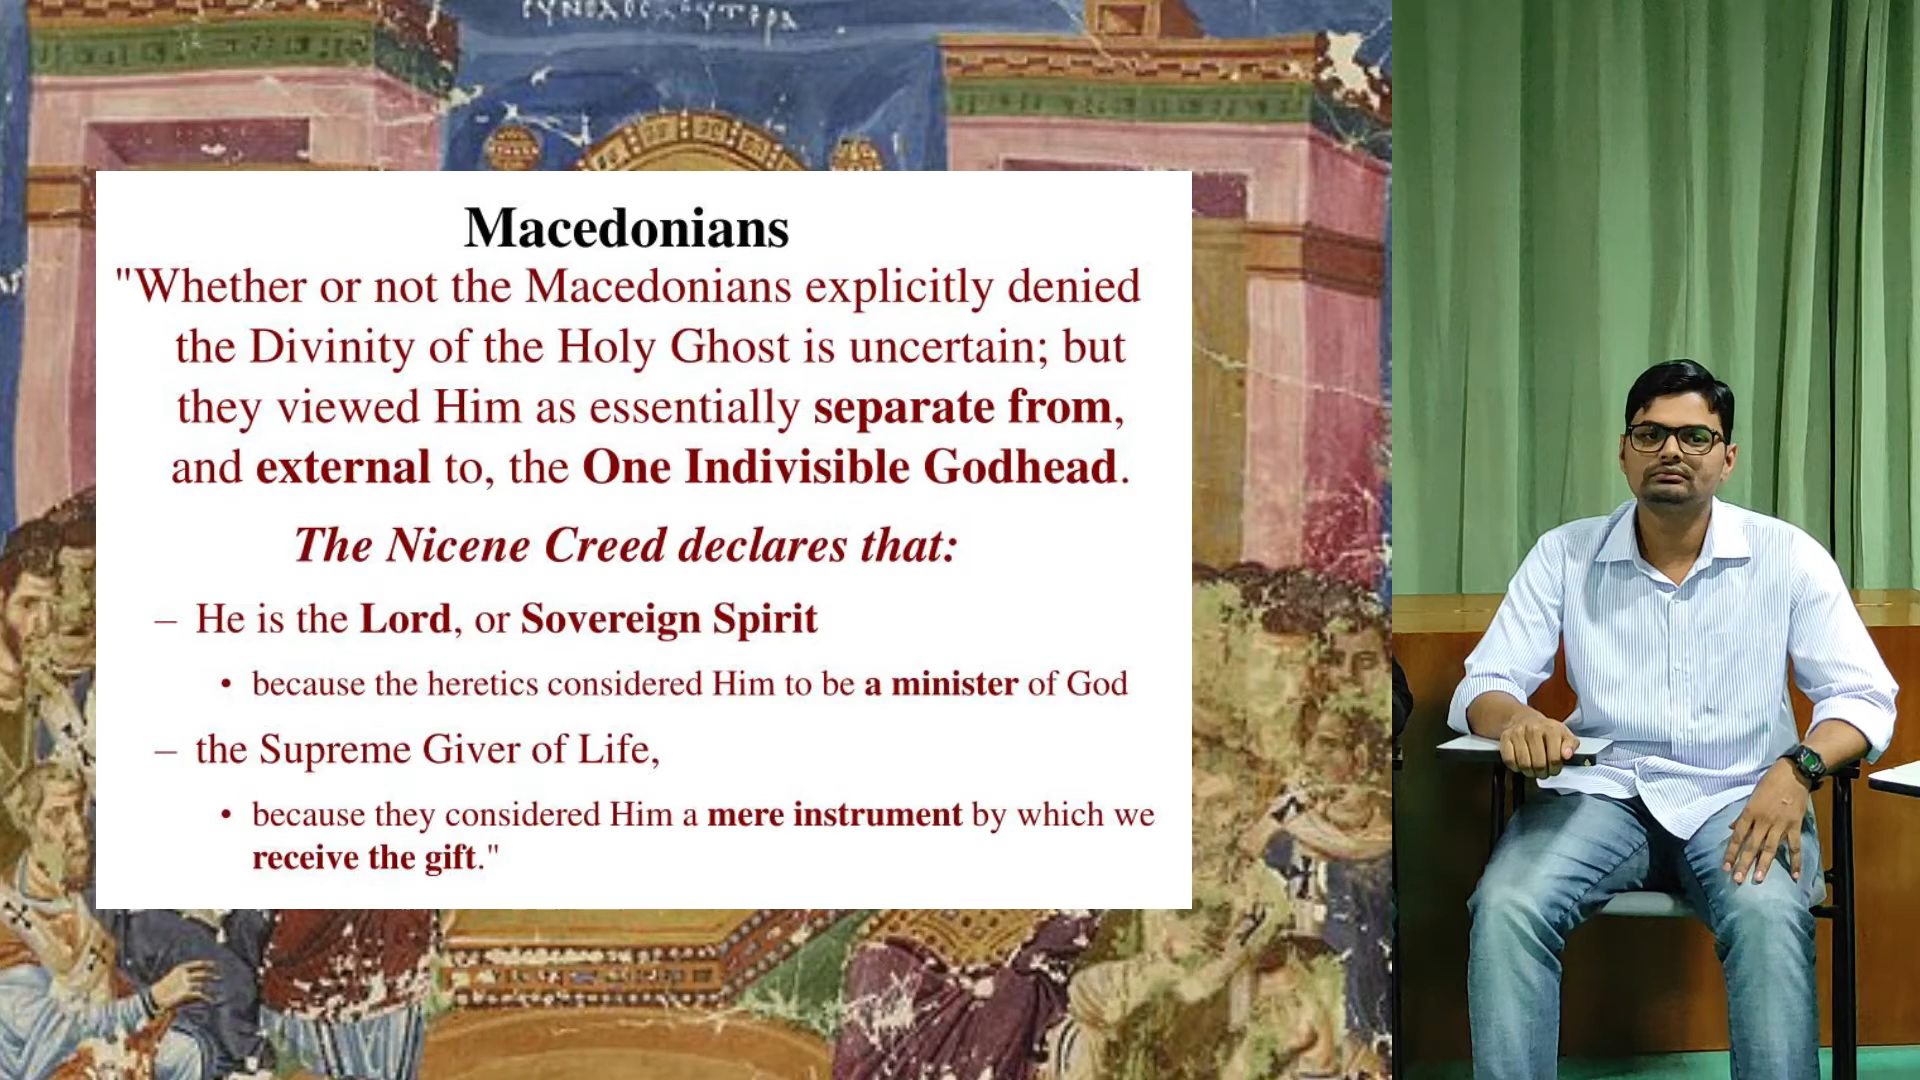 Macedonians
"Whether or not the Macedonians explicitly denied
the Divinity of the Holy Ghost is uncertain; but
they viewed Him as essentially separate from,
and external to, the One Indivisible Godhead.
The Nicene Creed declares that:
– He is the Lord, or Sovereign Spirit
• because the heretics considered Him to be a minister of God
– the Supreme Giver of Life,
• because they considered Him a mere instrument by which we
receive the gift."